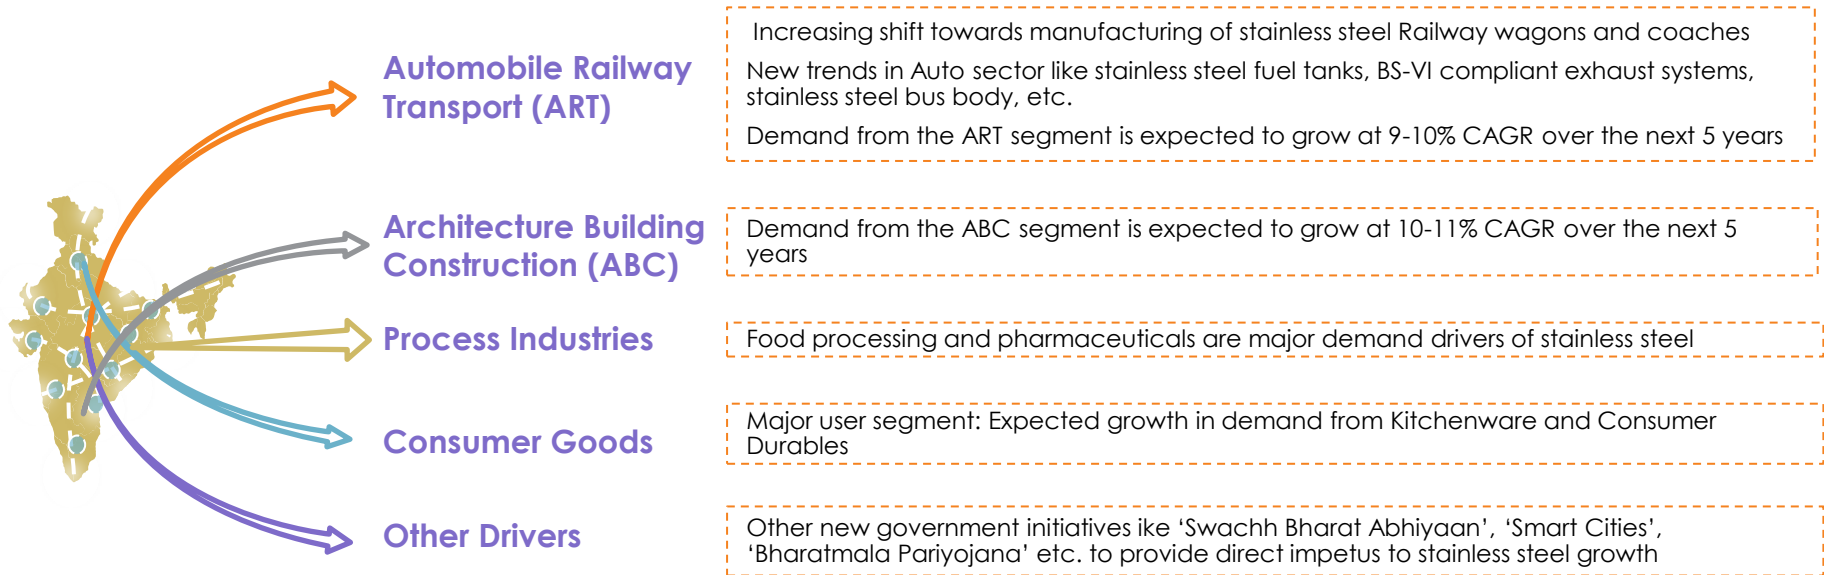 Automobile Railway
Transport (ART)
Increasing shift towards manufacturing of stainless steel Railway wagons and coaches
New trends in Auto sector like stainless steel fuel tanks, BS-VI compliant exhaust systems,
stainless steel bus body, etc.
Demand from the ART segment is expected to grow at 9-10% CAGR over the next 5 years
Architecture Building
Construction (ABC)
Demand from the ABC segment is expected to grow at 10-11% CAGR over the next 5
years
Process Industries
Food processing and pharmaceuticals are major demand drivers of stainless steel
Consumer Goods
Major user segment: Expected growth in demand from Kitchenware and Consumer
Durables
Other Drivers
Other new government initiatives ike ‘Swachh Bharat Abhiyaan’, ‘Smart Cities’,
‘Bharatmala Pariyojana’ etc. to provide direct impetus to stainless steel growth